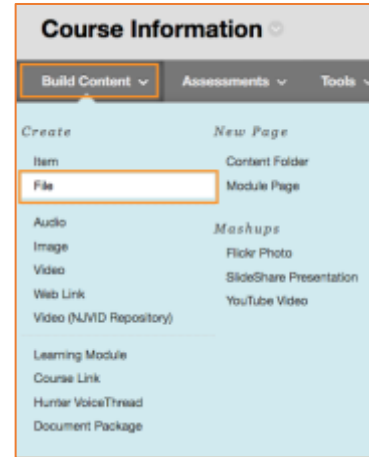 Course Information
Build Content Assessments Tools
Create
Item
File
Audio
Image
Video
Web Link
Video (NJVID Repository)
Learning Module
Course Link
Hunter VoiceThread
Document Package
New Page
Content Folder
Module Page
Mashups
Flickr Photo
SlideShare Presentation
YouTube Video